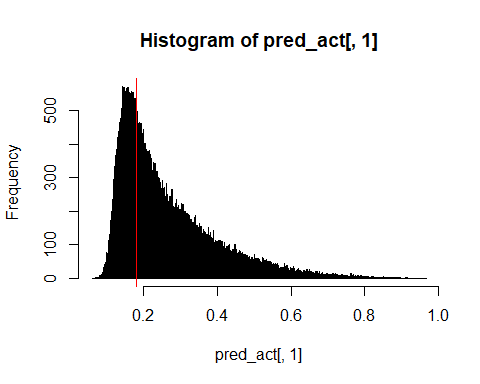 Histogram of pred_act[, 1]
Frequency
500
300
100
0
0.2 0.4 0.6 0.8 1.0
pred_act[, 1]